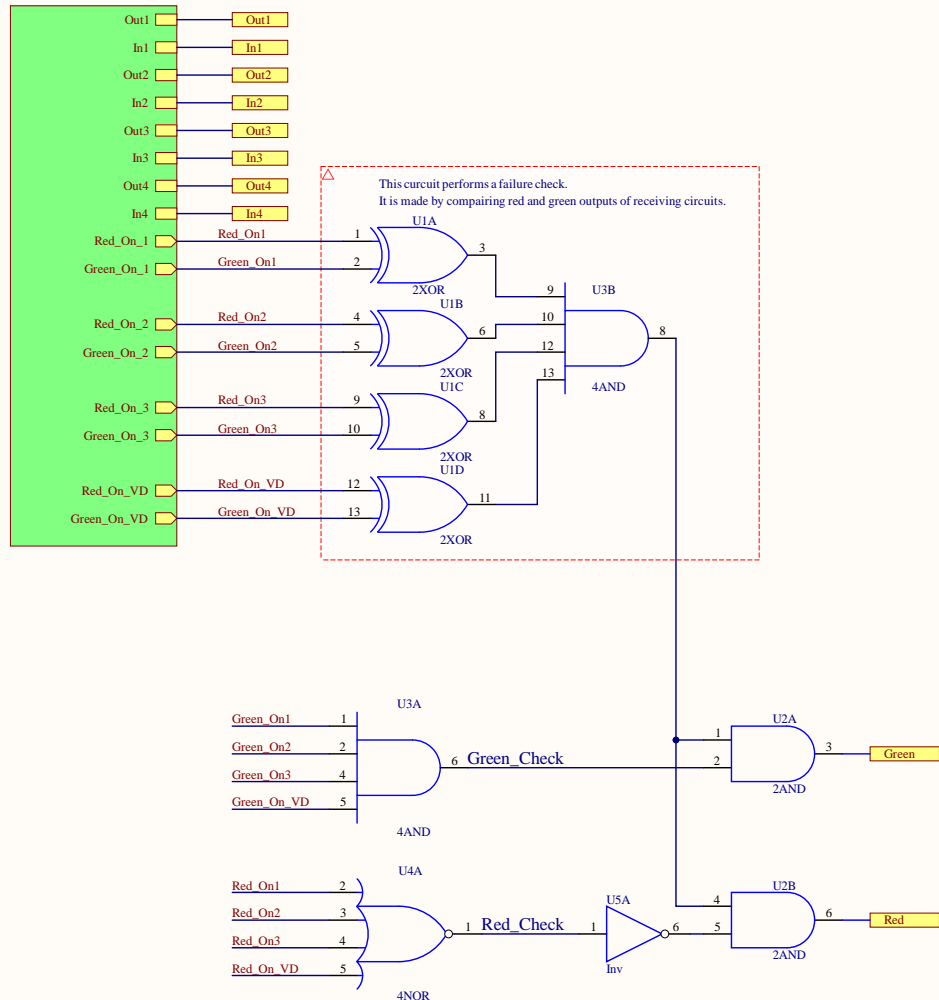 Out1 Out1
In1 In1
Out2 Out2
In2 In2
Out3 Out3
In3 In3
Out4 Out4
In4 In4
This curcuit performs a failure check.
It is made by compairing red and green outputs of receiving circuits.
U1A
Red_On_1 Red_On1 1
3
Green_On_1 Green_On1 2
2XOR
9 U3B
U1B
Red_On_2 Red_On2 4
10
6
8
Green_On_2 Green_On2 5
12
2XOR
13
U1C
4AND
Red_On_3 Red_On3 9
8
Green_On_3 Green_On3 10
2XOR
U1D
Red_On_VD Red_On_VD 12
11
Green_On_VD Green_On_VD 13
2XOR
U3A
Green_On1 1
U2A
1
Green_On2 2
3 Green
6 Green_Check 2
Green_On3 4
2AND
Green_On_VD 5
4AND
U4A
Red_On1 2
U2B
U5A
4
Red_On2 3
6 Red
1 Red_Check 1 6 5
Red_On3 4
2AND
Red_On_VD 5
Inv
4NOR